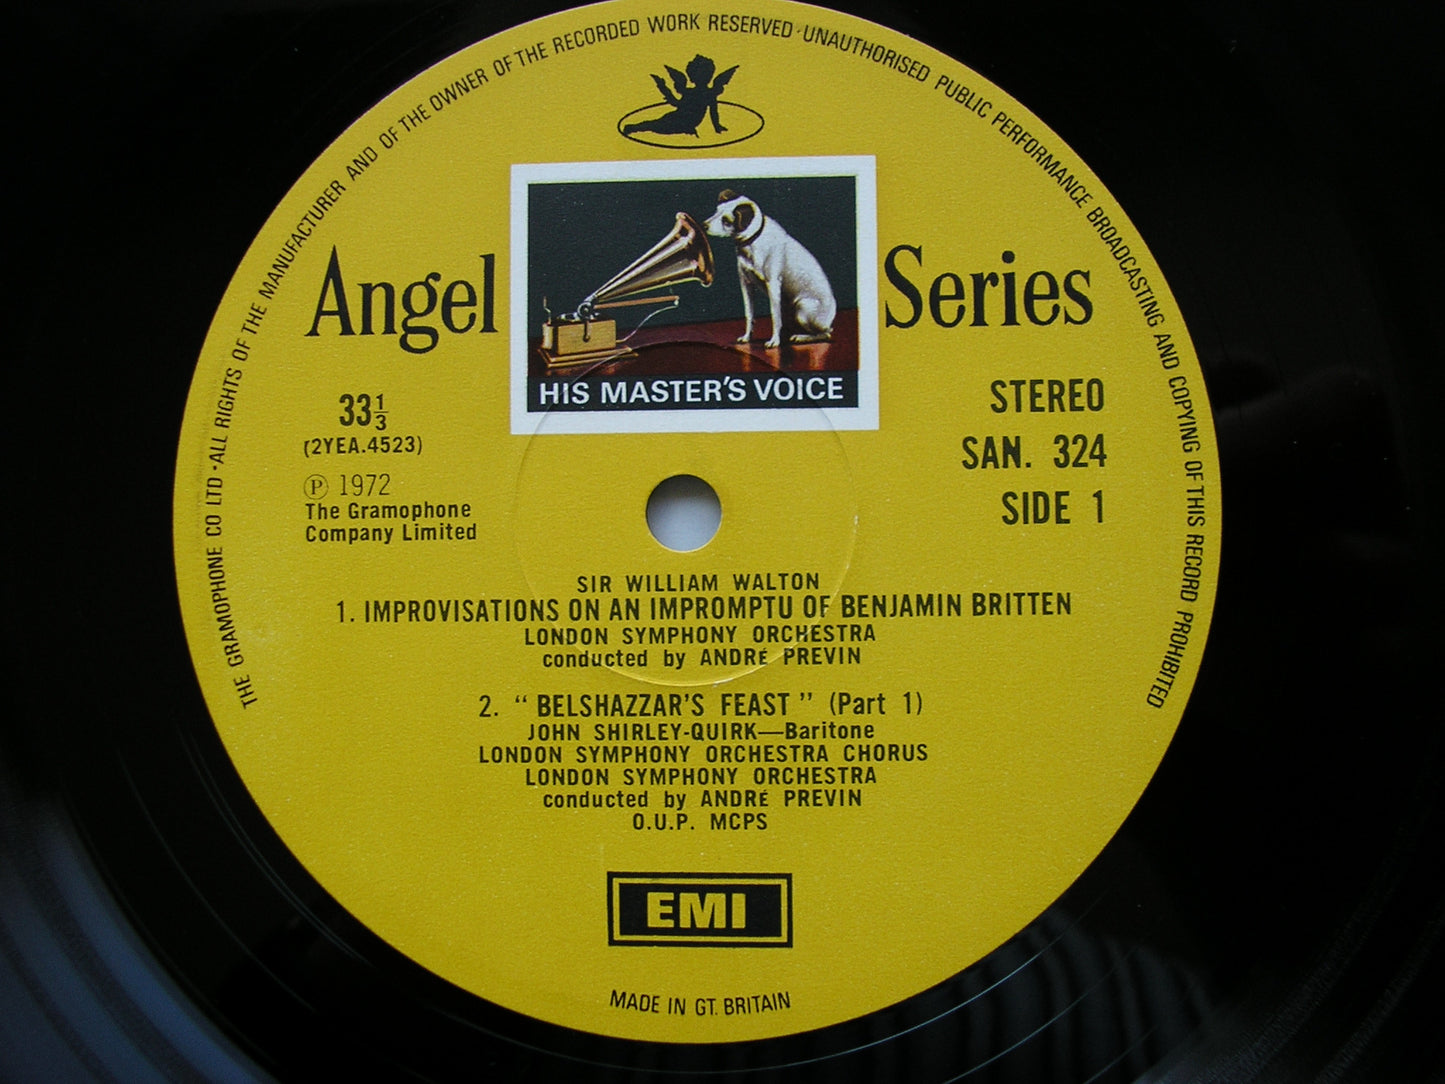 THE GRAMOPHONE CO LTD · ALL RIGHTS OF THE MANUFACTURER AND OF THE OWNER OF THE RECORDED WORK RESERVED · UNAUTHORISED PUBLIC PERFORMANCE BROADCASTING AND COPYING OF THIS RECORD PROHIBITED
Angel Series
HIS MASTER'S VOICE
33⅓
(2YEA.4523)
℗ 1972
The Gramophone
Company Limited
STEREO
SAN. 324
SIDE 1
SIR WILLIAM WALTON
1. IMPROVISATIONS ON AN IMPROMPTU OF BENJAMIN BRITTEN
LONDON SYMPHONY ORCHESTRA
conducted by ANDRÉ PREVIN
2. “ BELSHAZZAR'S FEAST ” (Part 1)
JOHN SHIRLEY-QUIRK—Baritone
LONDON SYMPHONY ORCHESTRA CHORUS
LONDON SYMPHONY ORCHESTRA
conducted by ANDRÉ PREVIN
O.U.P. MCPS
EMI
MADE IN GT. BRITAIN